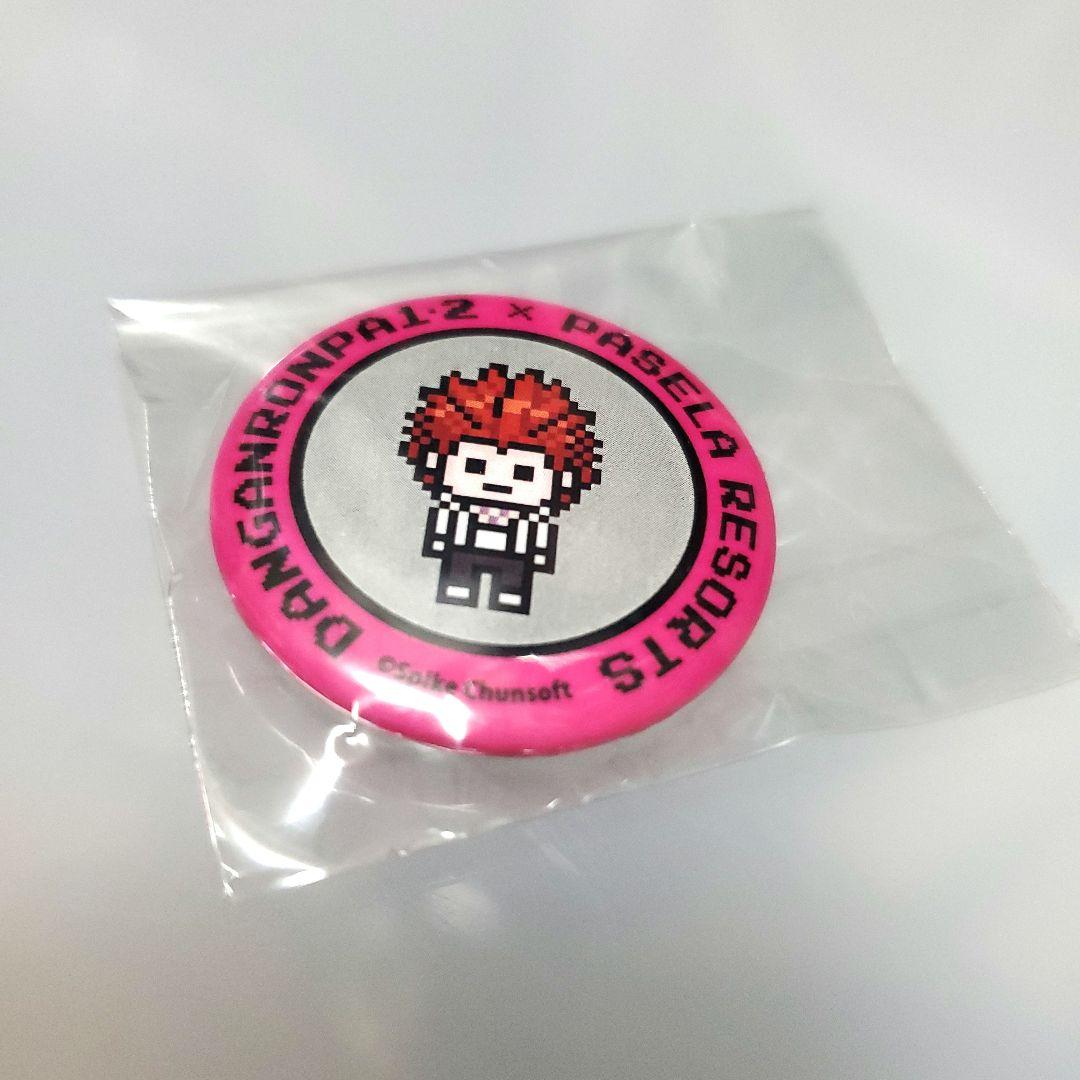 DANGANRONPA1·2 × PASELA RESORTS
©Spike Chunsoft